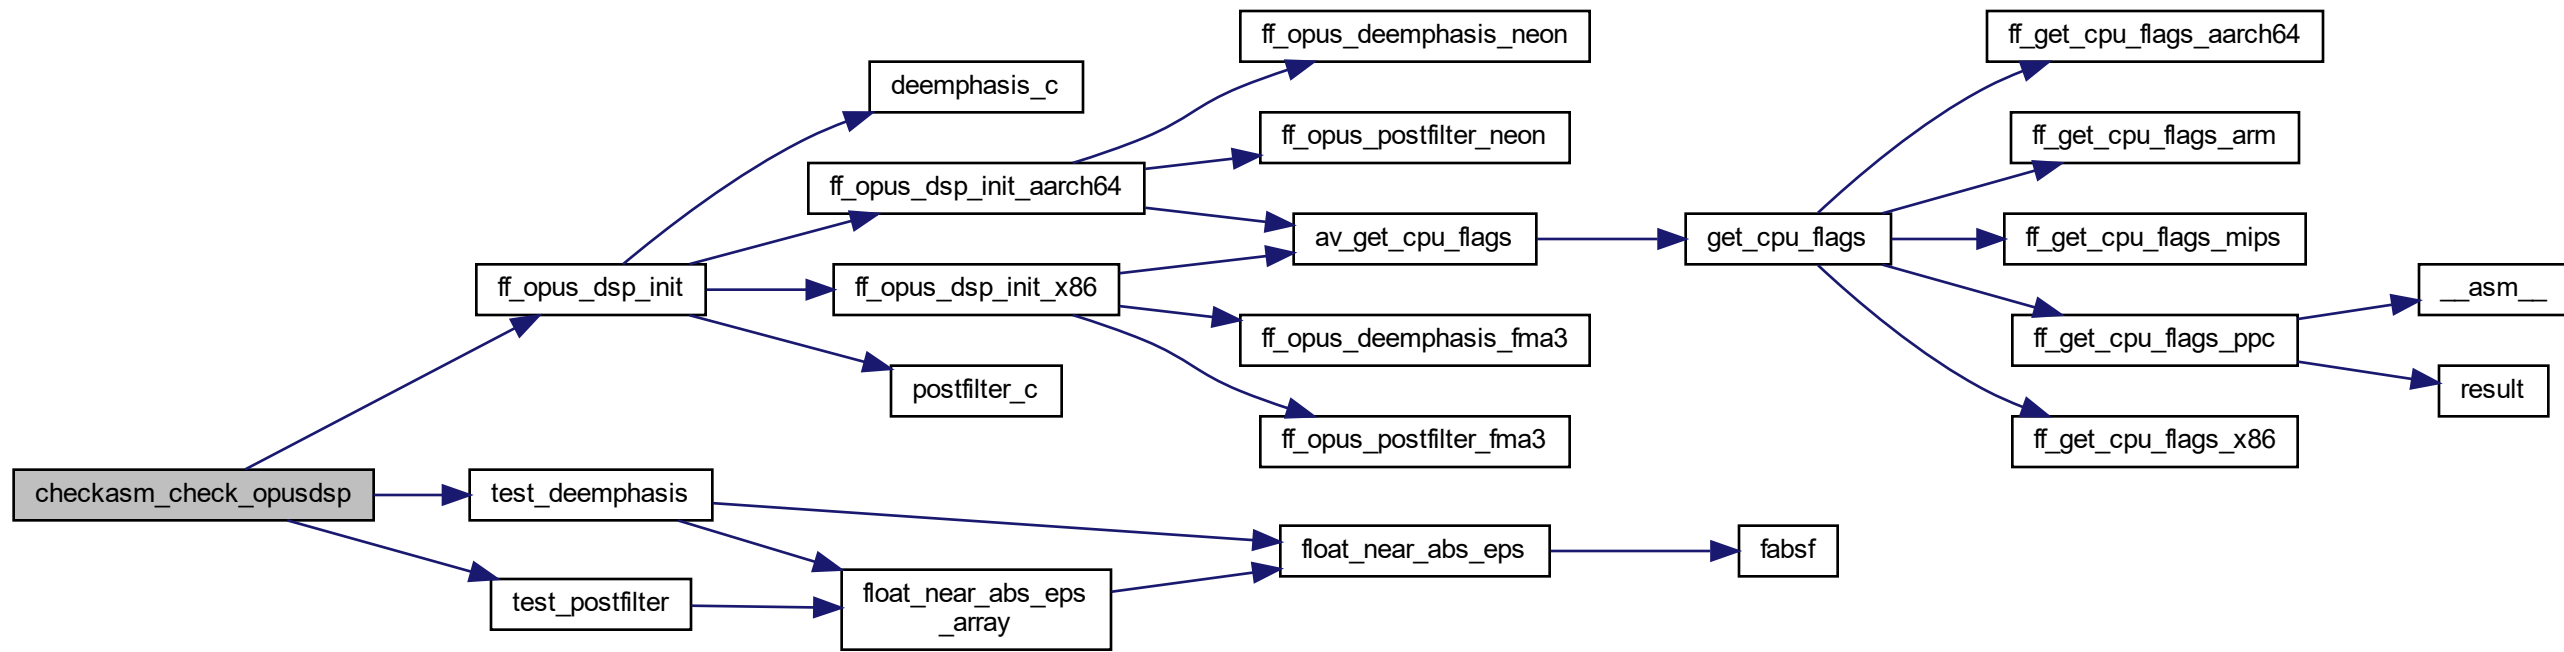 checkasm_check_opusdsp
ff_opus_dsp_init
deemphasis_c
ff_opus_dsp_init_aarch64
ff_opus_deemphasis_neon
ff_opus_postfilter_neon
av_get_cpu_flags
get_cpu_flags
ff_get_cpu_flags_aarch64
ff_get_cpu_flags_arm
ff_get_cpu_flags_mips
ff_get_cpu_flags_ppc
__asm__
result
ff_get_cpu_flags_x86
ff_opus_dsp_init_x86
ff_opus_deemphasis_fma3
ff_opus_postfilter_fma3
postfilter_c
test_deemphasis
float_near_abs_eps
fabsf
float_near_abs_eps
_array
test_postfilter